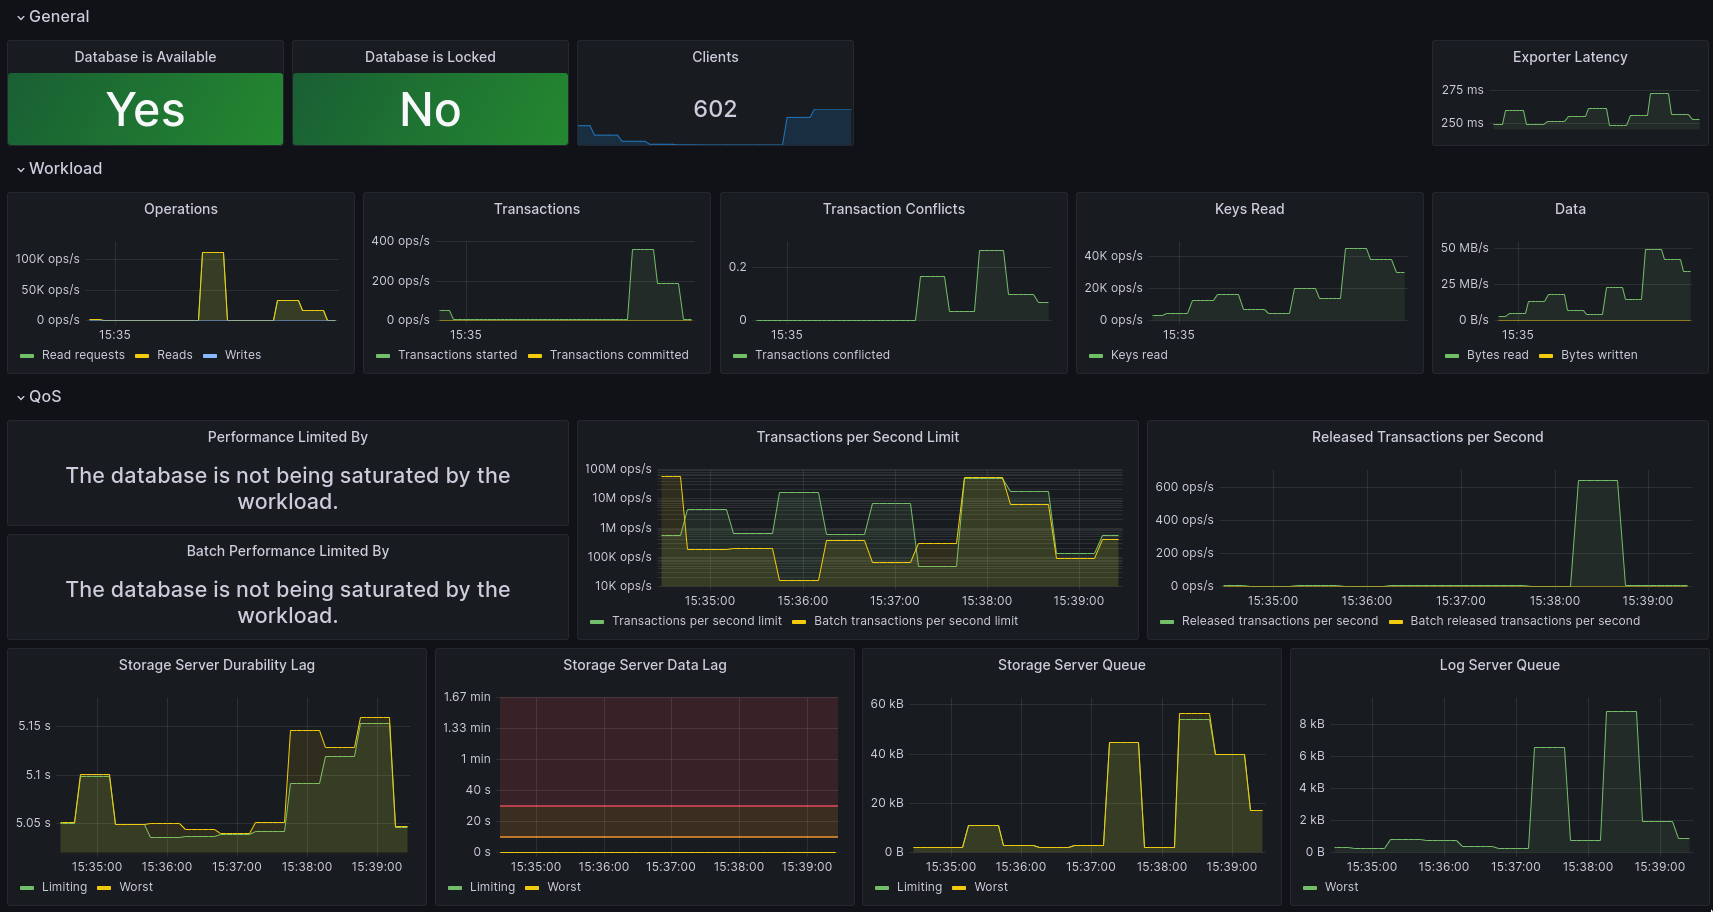 General
Database is Available
Database is Locked
Clients
Exporter Latency
Yes
No
602
275 ms
250 ms
Workload
Operations
Transactions
Transaction Conflicts
Keys Read
Data
100K ops/s
50K ops/s
0 ops/s
15:35
Read requests Reads Writes
400 ops/s
200 ops/s
0 ops/s
15:35
Transactions started Transactions committed
0.2
0
15:35
Transactions conflicted
40K ops/s
20K ops/s
0 ops/s
15:35
Keys read
50 MB/s
25 MB/s
0 B/s
15:35
Bytes read Bytes written
QoS
Performance Limited By
The database is not being saturated by the
workload.
Batch Performance Limited By
The database is not being saturated by the
workload.
Transactions per Second Limit
100M ops/s
10M ops/s
1M ops/s
100K ops/s
10K ops/s
15:35:00 15:36:00 15:37:00 15:38:00 15:39:00
Transactions per second limit Batch transactions per second limit
Released Transactions per Second
600 ops/s
400 ops/s
200 ops/s
0 ops/s
15:35:00 15:36:00 15:37:00 15:38:00 15:39:00
Released transactions per second Batch released transactions per second
Storage Server Durability Lag
5.15 s
5.1 s
5.05 s
15:35:00 15:36:00 15:37:00 15:38:00 15:39:00
Limiting Worst
Storage Server Data Lag
1.67 min
1.33 min
1 min
40 s
20 s
0 s
15:35:00 15:36:00 15:37:00 15:38:00 15:39:00
Limiting Worst
Storage Server Queue
60 kB
40 kB
20 kB
0 B
15:35:00 15:36:00 15:37:00 15:38:00 15:39:00
Limiting Worst
Log Server Queue
8 kB
6 kB
4 kB
2 kB
0 B
15:35:00 15:36:00 15:37:00 15:38:00 15:39:00
Worst